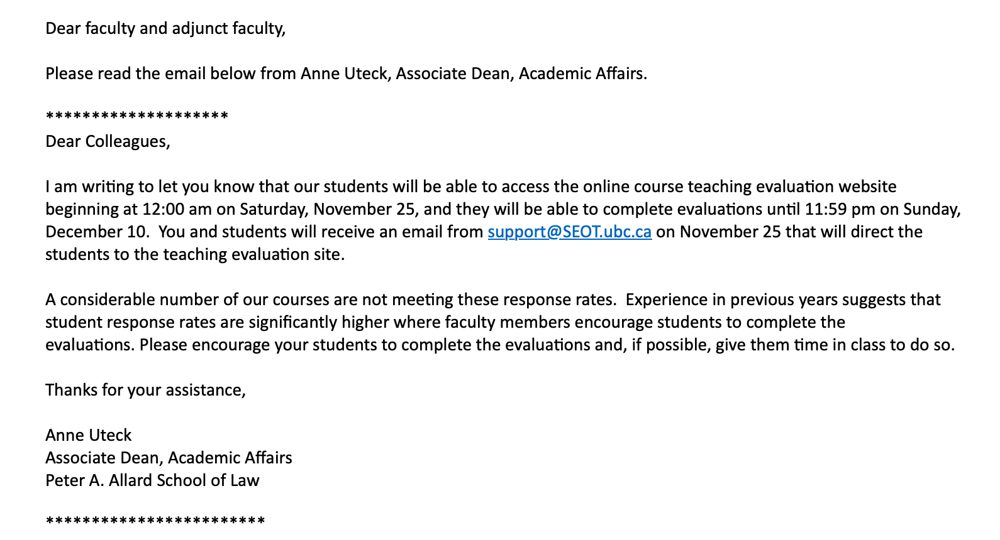 Dear faculty and adjunct faculty,
Please read the email below from Anne Uteck, Associate Dean, Academic Affairs.
********************
Dear Colleagues,
I am writing to let you know that our students will be able to access the online course teaching evaluation website
beginning at 12:00 am on Saturday, November 25, and they will be able to complete evaluations until 11:59 pm on Sunday,
December 10.  You and students will receive an email from support@SEOT.ubc.ca on November 25 that will direct the
students to the teaching evaluation site.
A considerable number of our courses are not meeting these response rates.  Experience in previous years suggests that
student response rates are significantly higher where faculty members encourage students to complete the
evaluations. Please encourage your students to complete the evaluations and, if possible, give them time in class to do so.
Thanks for your assistance,
Anne Uteck
Associate Dean, Academic Affairs
Peter A. Allard School of Law
************************